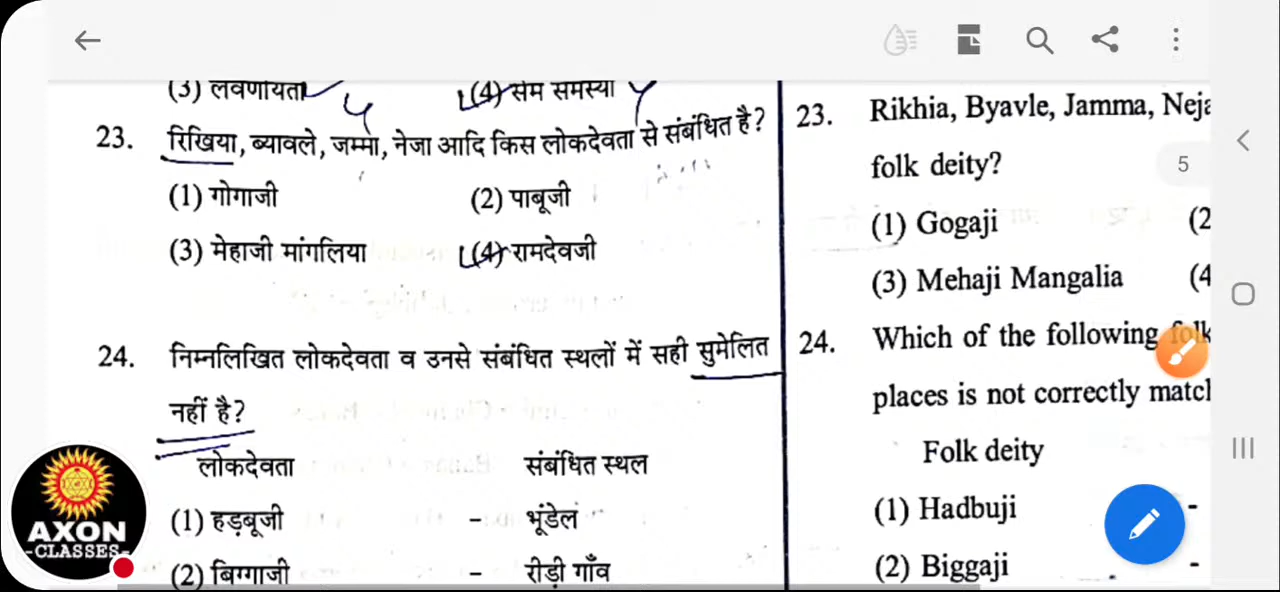 (3) लवणीयता (4) सेम समस्या
23. रिखिया, ब्यावले, जम्मा, नेजा आदि किस लोकदेवता से संबंधित है?
(1) गोगाजी (2) पाबूजी
(3) मेहाजी मांगलिया (4) रामदेवजी
24. निम्नलिखित लोकदेवता व उनसे संबंधित स्थलों में सही सुमेलित
नहीं है?
लोकदेवता संबंधित स्थल
(1) हड़बूजी - भूंडेल
(2) बिग्गाजी - रीड़ी गाँव
23. Rikhia, Byavle, Jamma, Neja
folk deity?
(1) Gogaji (2
(3) Mehaji Mangalia (4
24. Which of the following folk
places is not correctly match
Folk deity
(1) Hadbuji -
(2) Biggaji -
5
AXON
-CLASSES-